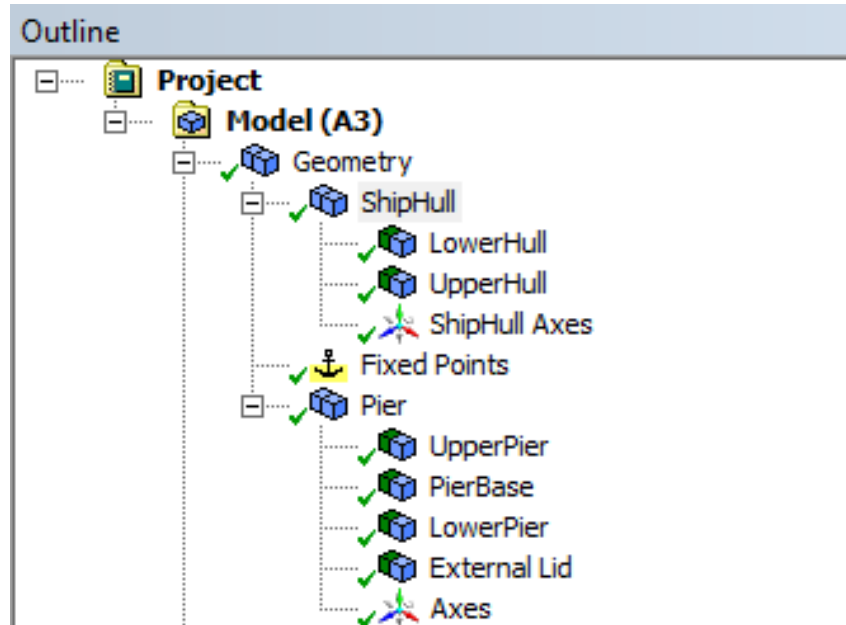 Outline
Project
Model (A3)
Geometry
ShipHull
LowerHull
UpperHull
ShipHull Axes
Fixed Points
Pier
UpperPier
PierBase
LowerPier
External Lid
Axes